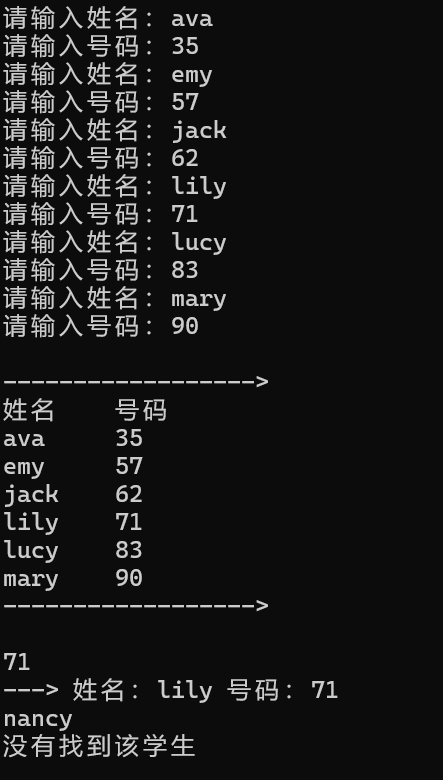 请输入姓名：ava
请输入号码：35
请输入姓名：emy
请输入号码：57
请输入姓名：jack
请输入号码：62
请输入姓名：lily
请输入号码：71
请输入姓名：lucy
请输入号码：83
请输入姓名：mary
请输入号码：90
------------------>
姓名    号码
ava     35
emy     57
jack    62
lily    71
lucy    83
mary    90
------------------>
71
---> 姓名：lily 号码：71
nancy
没有找到该学生